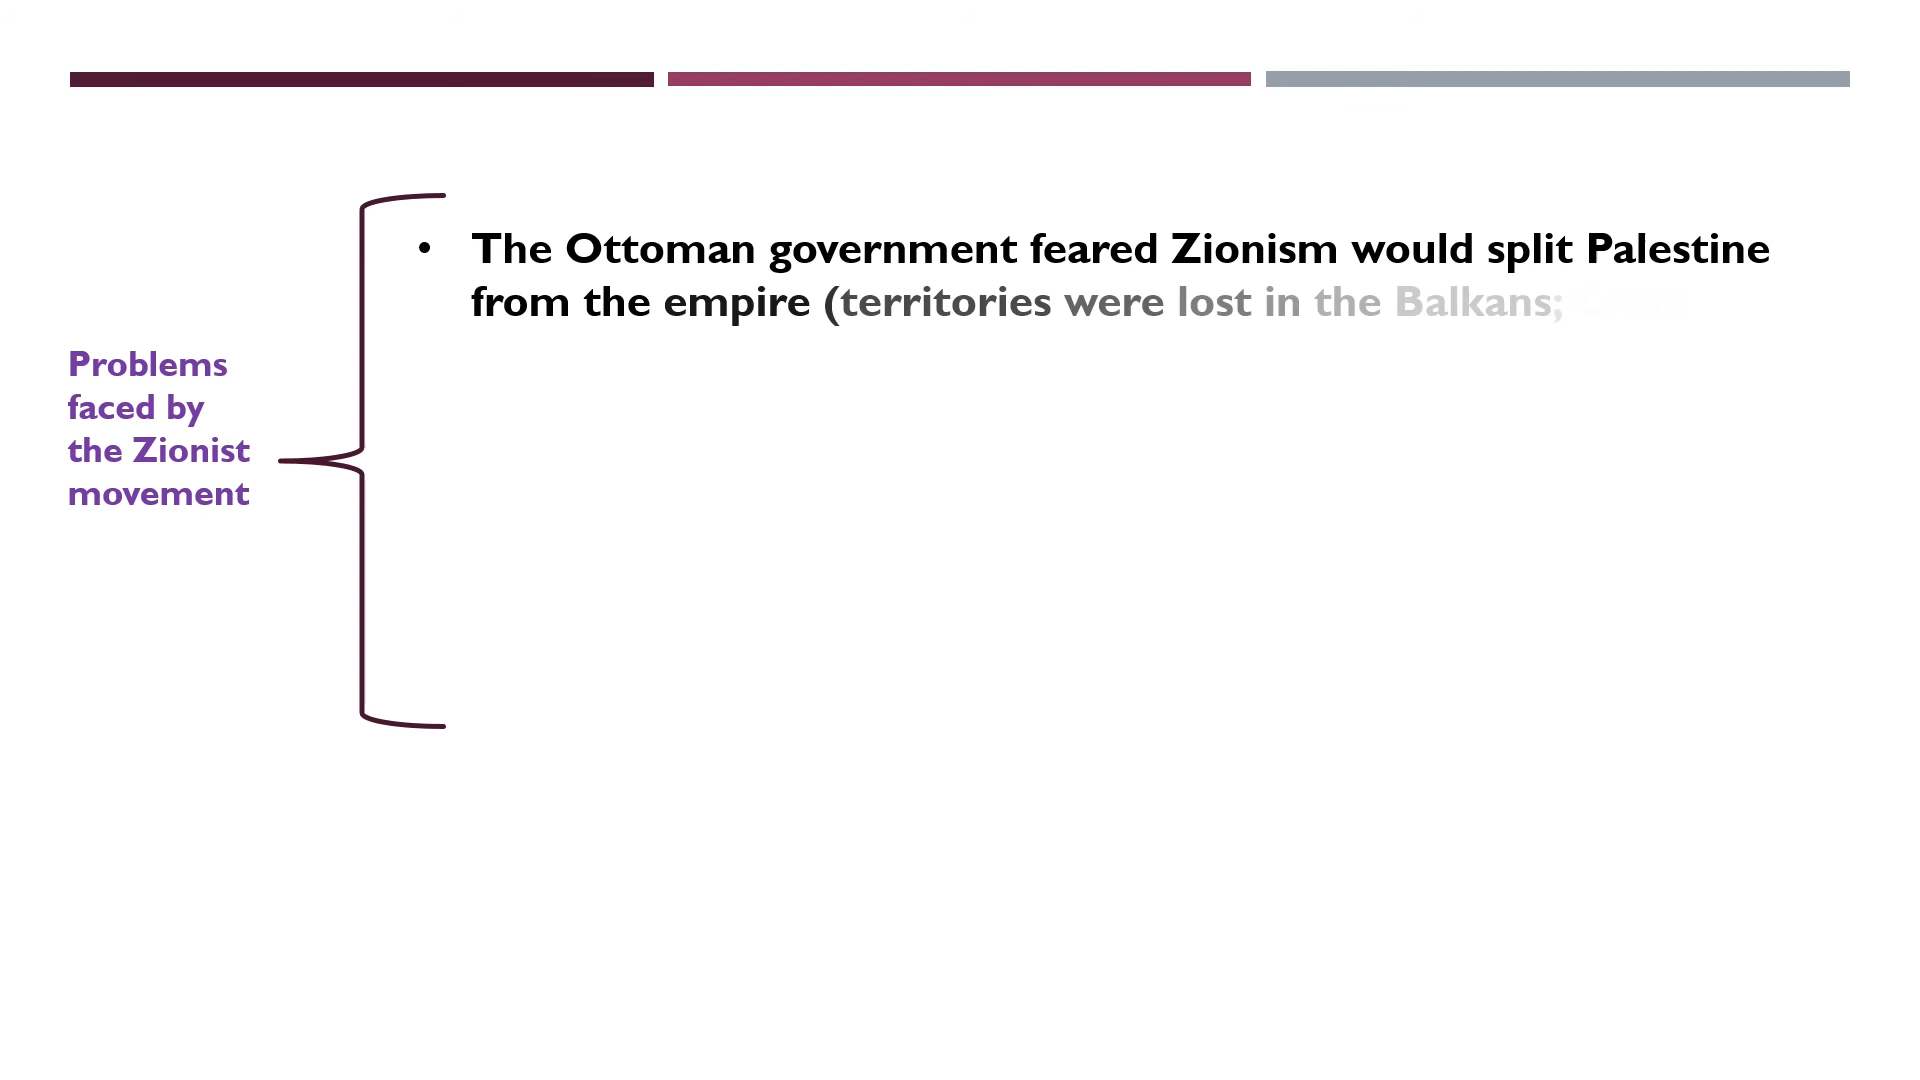 Problems
faced by
the Zionist
movement
• The Ottoman government feared Zionism would split Palestine
from the empire (territories were lost in the Balkans;